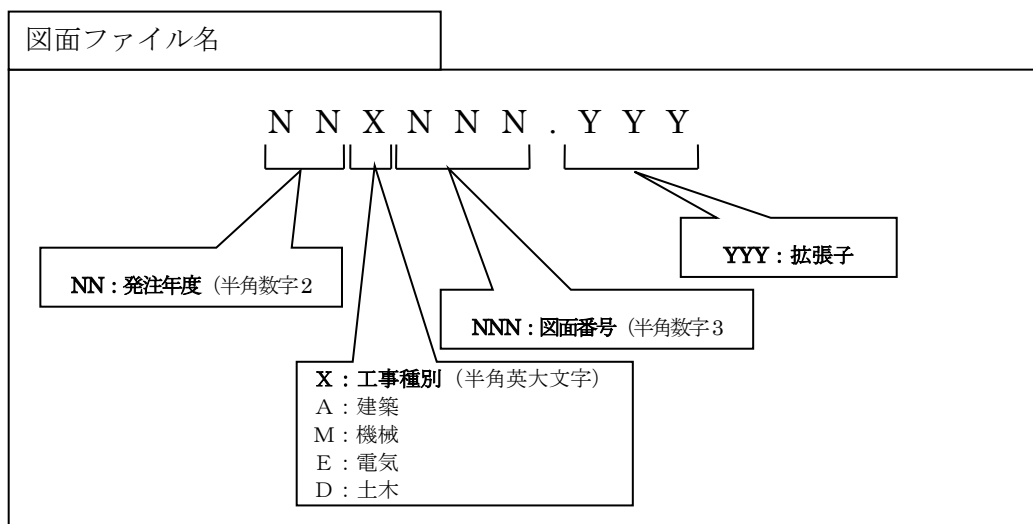 図面ファイル名
ＮＮＸＮＮＮ．ＹＹＹ
YYY：拡張子
NN：発注年度（半角数字２
NNN：図面番号（半角数字３
X：工事種別（半角英大文字）
A：建築
M：機械
E：電気
D：土木